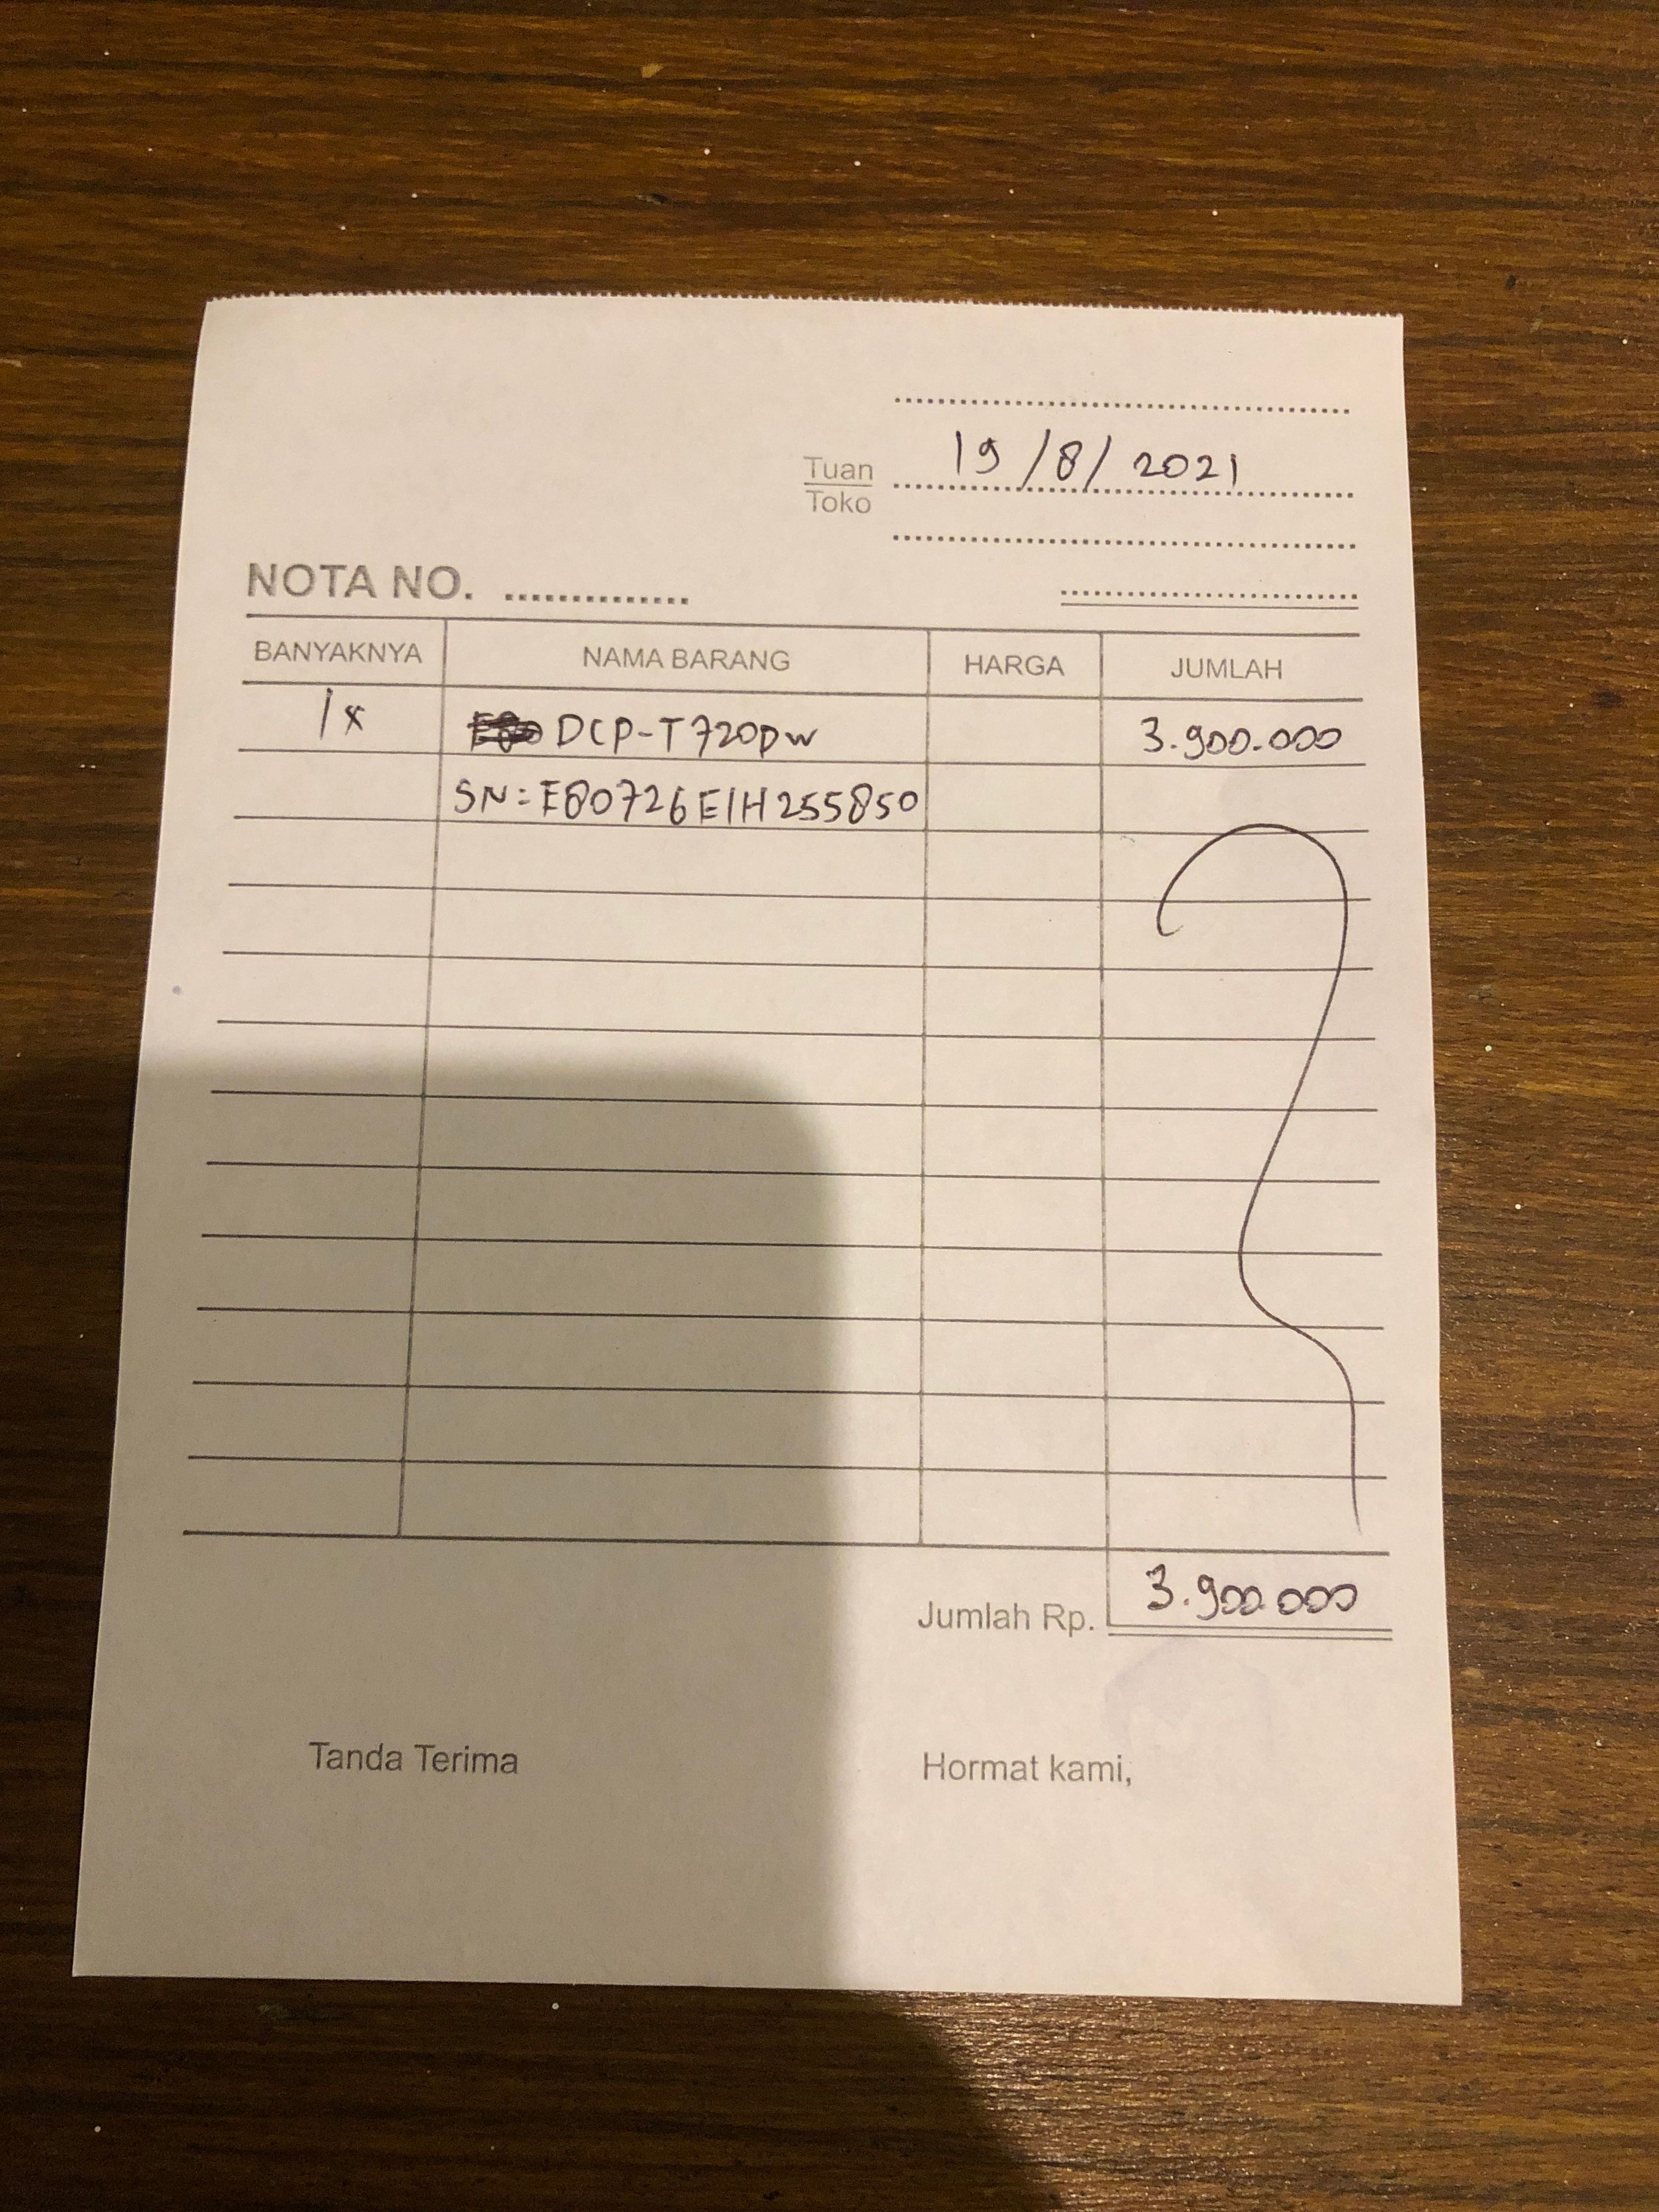 19/8/2021
Tuan
Toko
NOTA NO.
BANYAKNYA NAMA BARANG HARGA JUMLAH
1x DCP-T720DW 3.900.000
SN: E80726E1H255850
Jumlah Rp. 3.900.000
Tanda Terima Hormat kami,